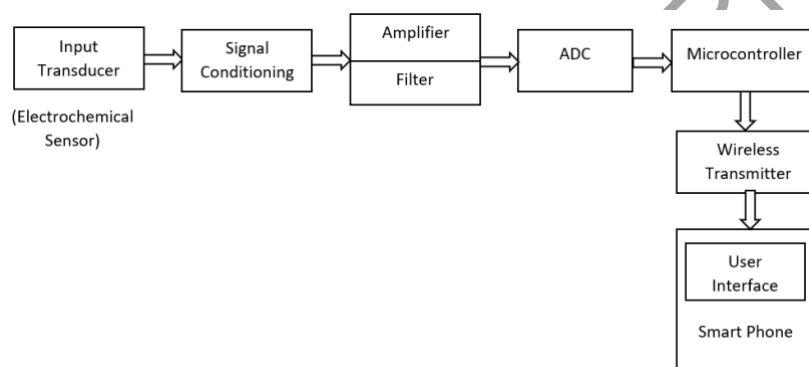 Input
Transducer
(Electrochemical
Sensor)
Signal
Conditioning
Amplifier
Filter
ADC
Microcontroller
Wireless
Transmitter
User
Interface
Smart Phone